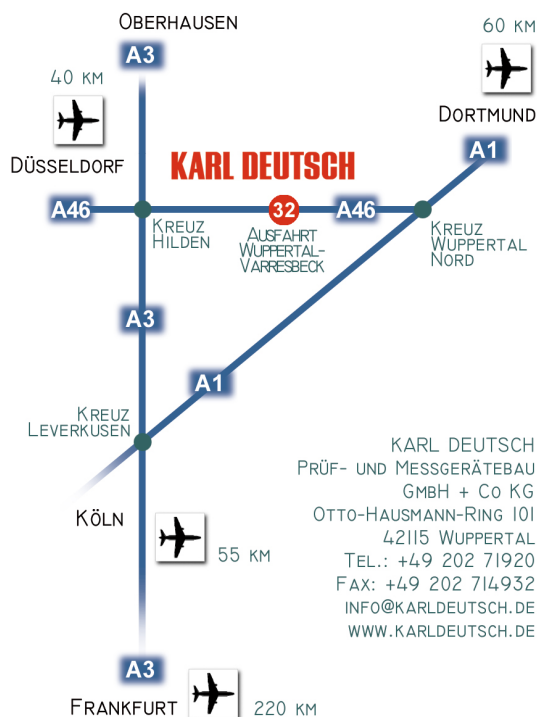 OBERHAUSEN
A3
60 KM
40 KM
DORTMUND
A1
DÜSSELDORF
KARL DEUTSCH
A46
32
A46
KREUZ
HILDEN
AUSFAHRT
WUPPERTAL-
VARRESBECK
KREUZ
WUPPERTAL
NORD
A3
A1
KREUZ
LEVERKUSEN
KÖLN
55 KM
KARL DEUTSCH
PRÜF- UND MESSGERÄTEBAU
GMBH + CO KG
OTTO-HAUSMANN-RING 101
42115 WUPPERTAL
TEL.: +49 202 71920
FAX: +49 202 714932
INFO@KARLDEUTSCH.DE
WWW.KARLDEUTSCH.DE
A3
FRANKFURT
220 KM